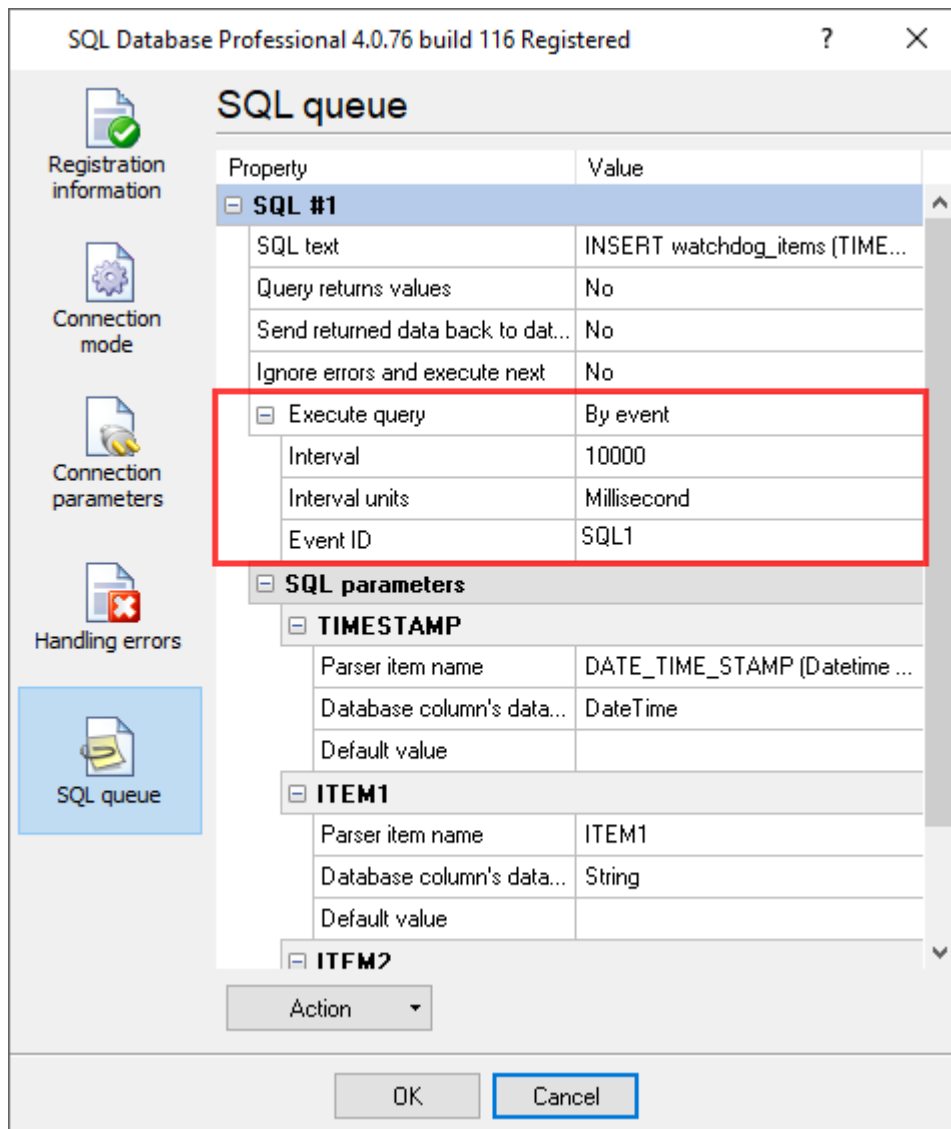 SQL Database Professional 4.0.76 build 116 Registered ?
Registration
information
Connection
mode
Connection
parameters
Handling errors
SQL queue
SQL queue
Property Value
SQL #1
SQL text INSERT watchdog_items (TIME...
Query returns values No
Send returned data back to dat... No
Ignore errors and execute next No
Execute query By event
Interval 10000
Interval units Millisecond
Event ID SQL1
SQL parameters
TIMESTAMP
Parser item name DATE_TIME_STAMP (Datetime ...
Database column's data... DateTime
Default value
ITEM1
Parser item name ITEM1
Database column's data... String
Default value
ITEM2
Action
OK Cancel